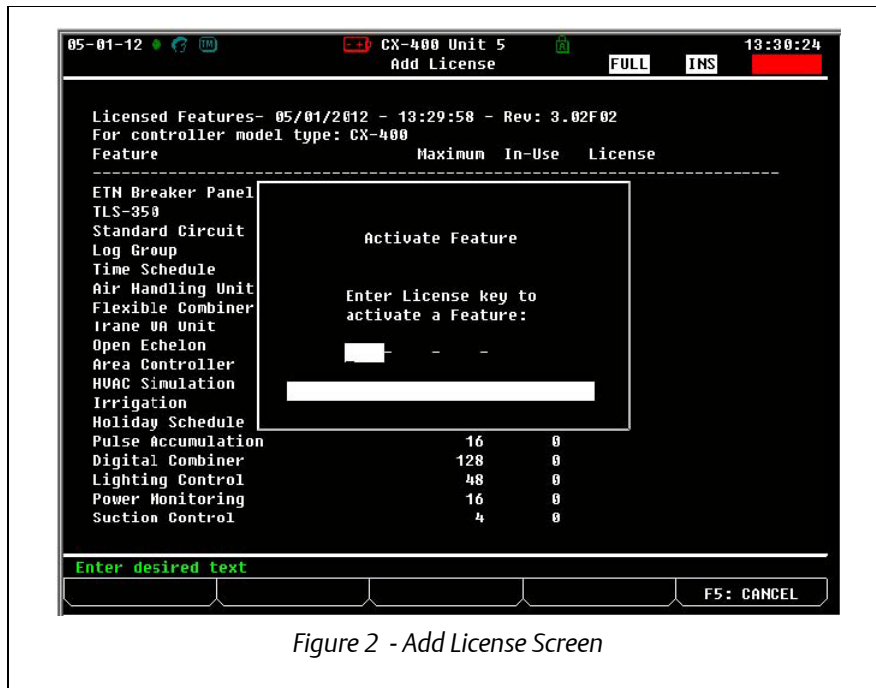 05-01-12 TM CX-400 Unit 5 A 13:30:24
Add License FULL INS
Licensed Features- 05/01/2012 - 13:29:58 - Rev: 3.02F02
For controller model type: CX-400
Feature Maximum In-Use License
--------------------------------------------------------------------
ETN Breaker Panel
TLS-350
Standard Circuit
Activate Feature
Log Group
Time Schedule
Air Handling Unit
Enter License key to
Flexible Combiner
activate a Feature:
Trane VA Unit
Open Echelon
_ - - -
Area Controller
HVAC Simulation
Irrigation
Holiday Schedule
Pulse Accumulation 16 0
Digital Combiner 128 0
Lighting Control 48 0
Power Monitoring 16 0
Suction Control 4 0
Enter desired text
F5: CANCEL
Figure 2 - Add License Screen